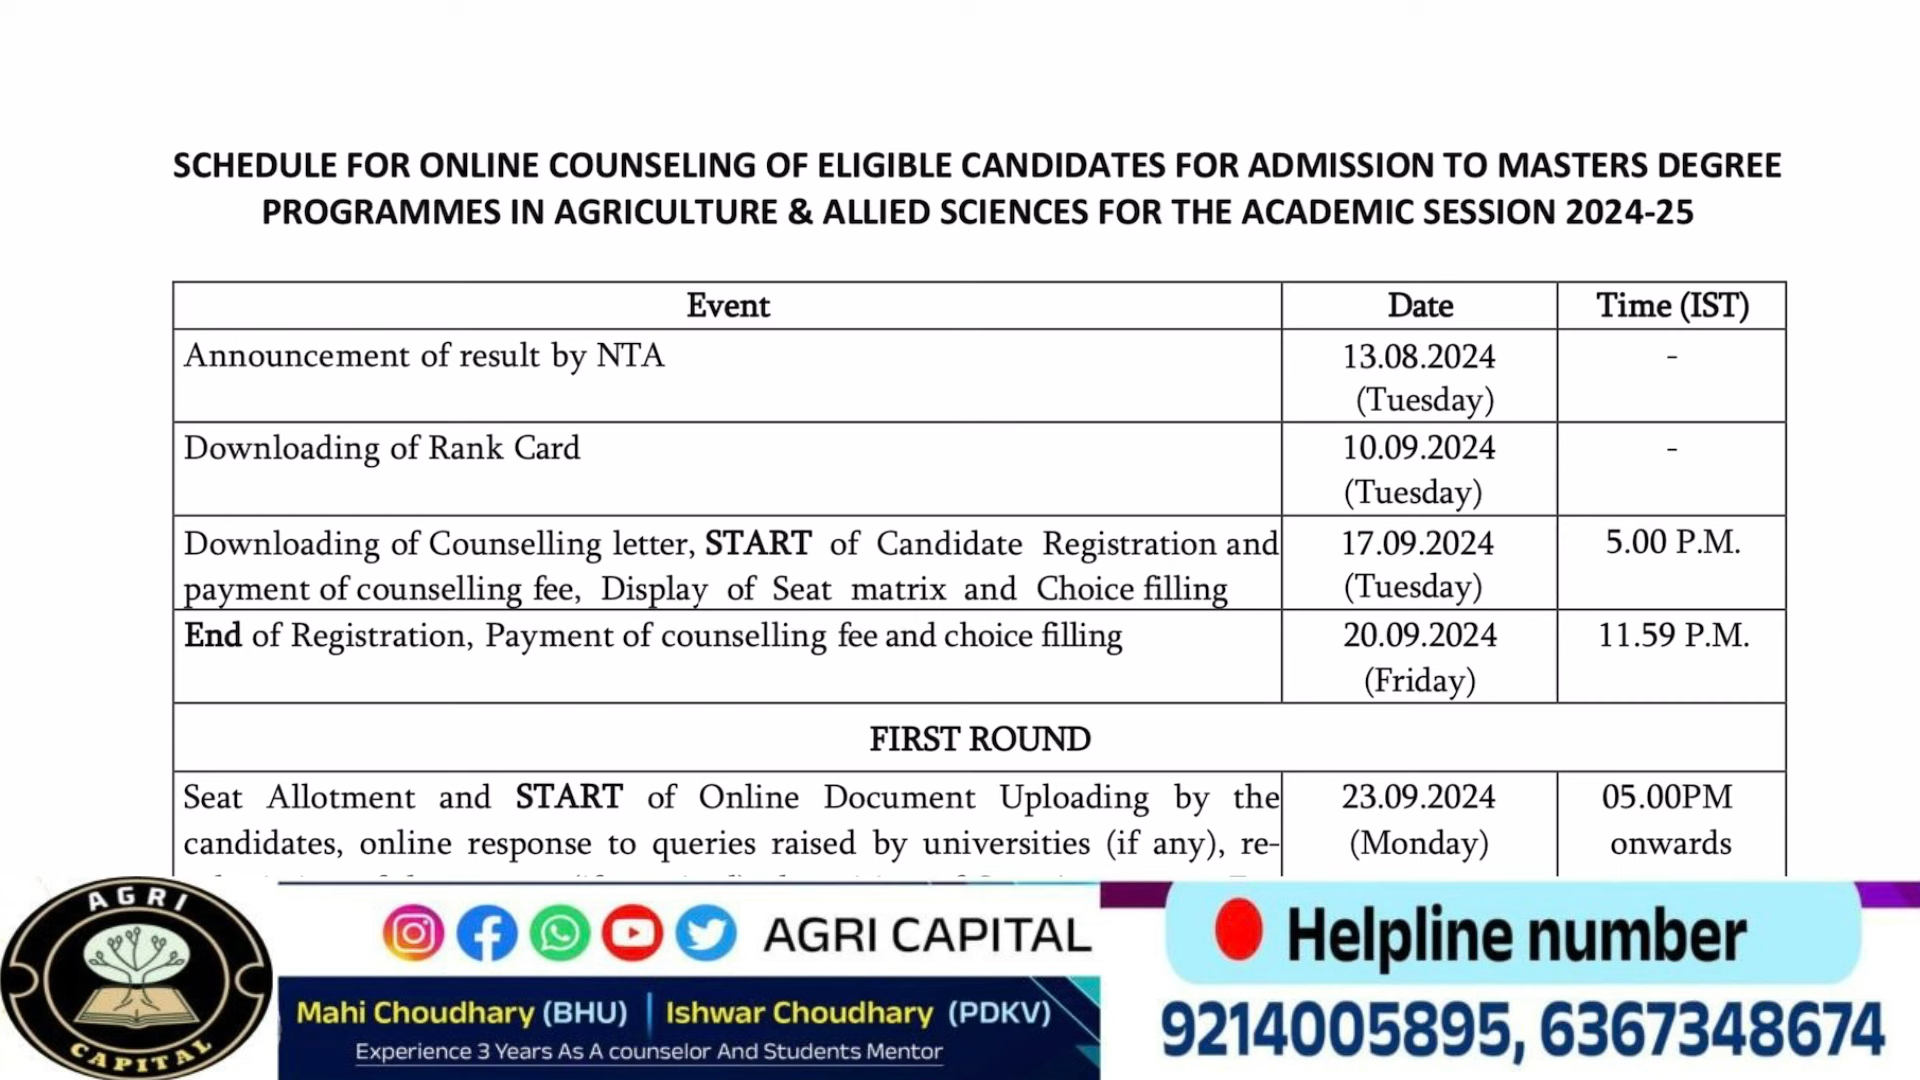 SCHEDULE FOR ONLINE COUNSELING OF ELIGIBLE CANDIDATES FOR ADMISSION TO MASTERS DEGREE
PROGRAMMES IN AGRICULTURE & ALLIED SCIENCES FOR THE ACADEMIC SESSION 2024-25
Event Date Time (IST)
Announcement of result by NTA 13.08.2024 -
(Tuesday)
Downloading of Rank Card 10.09.2024 -
(Tuesday)
Downloading of Counselling letter, START of Candidate Registration and 17.09.2024 5.00 P.M.
payment of counselling fee, Display of Seat matrix and Choice filling (Tuesday)
End of Registration, Payment of counselling fee and choice filling 20.09.2024 11.59 P.M.
(Friday)
FIRST ROUND
Seat Allotment and START of Online Document Uploading by the 23.09.2024 05.00PM
candidates, online response to queries raised by universities (if any), re- (Monday) onwards
AGRI
CAPITAL
AGRI CAPITAL
Mahi Choudhary (BHU) | Ishwar Choudhary (PDKV)
Experience 3 Years As A counselor And Students Mentor
Helpline number
9214005895, 6367348674